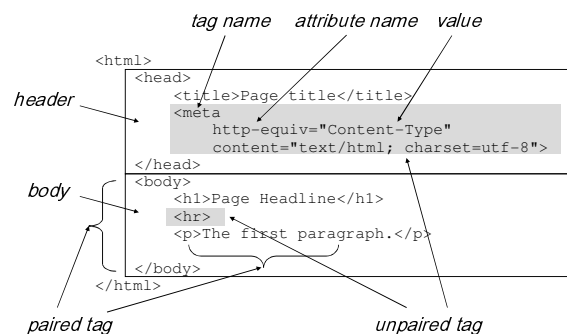 tag name attribute name value
<html>
<head>
<title>Page title</title>
header
<meta
http-equiv="Content-Type"
content="text/html; charset=utf-8">
</head>
body
<body>
<h1>Page Headline</h1>
<hr>
<p>The first paragraph.</p>
</body>
</html>
paired tag unpaired tag